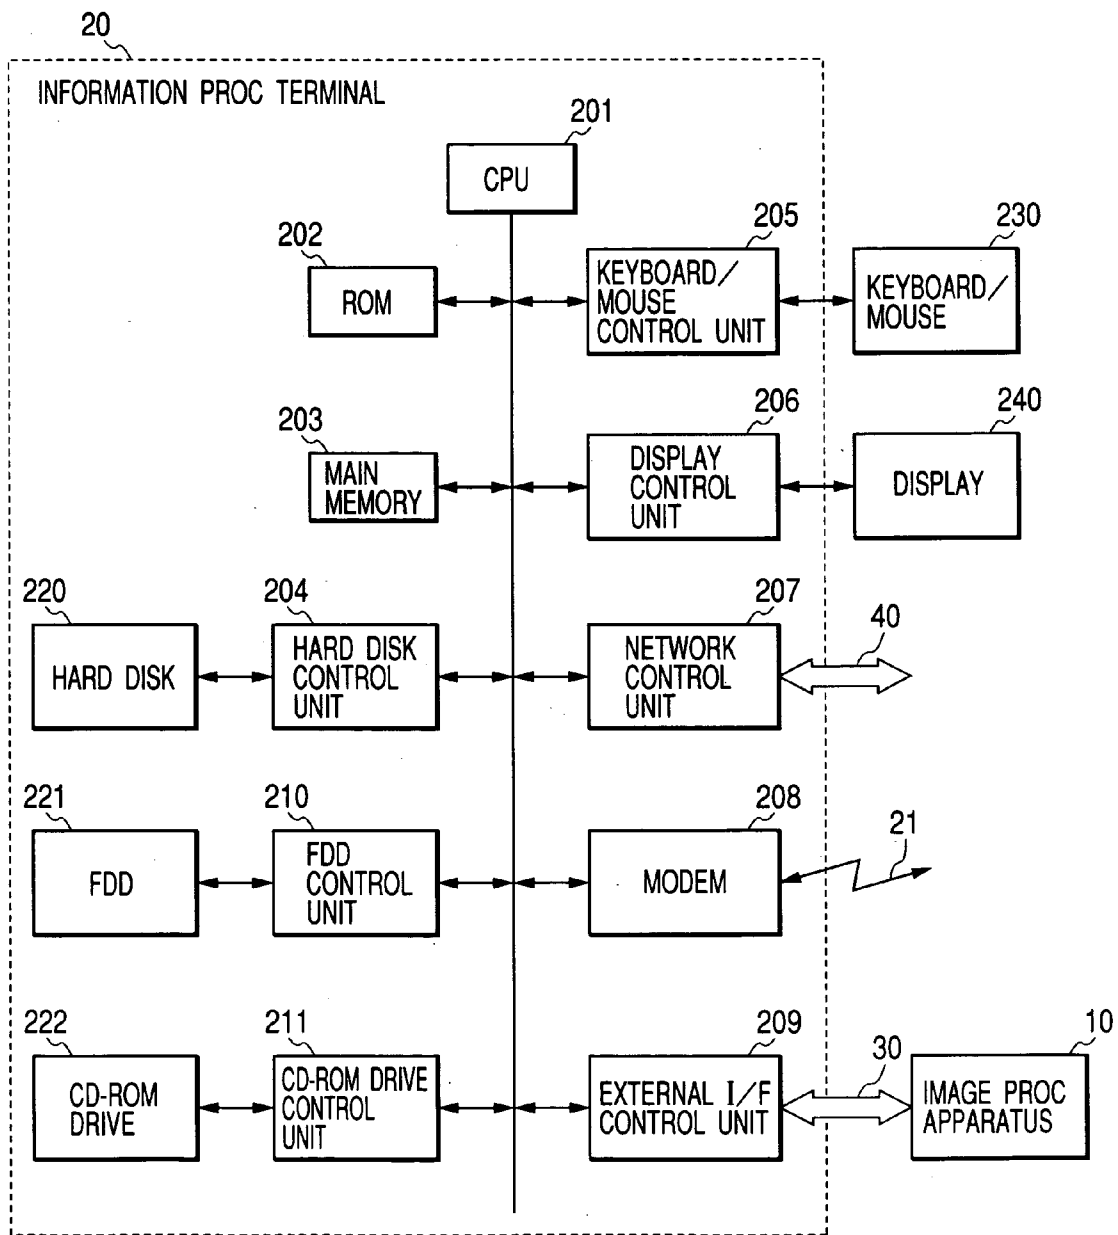 20
INFORMATION PROC TERMINAL
201
CPU
202
ROM
205
KEYBOARD/
MOUSE
CONTROL UNIT
230
KEYBOARD/
MOUSE
203
MAIN
MEMORY
206
DISPLAY
CONTROL
UNIT
240
DISPLAY
220
HARD DISK
204
HARD DISK
CONTROL
UNIT
207
NETWORK
CONTROL
UNIT
40
221
FDD
210
FDD
CONTROL
UNIT
208
MODEM
21
222
CD-ROM
DRIVE
211
CD-ROM DRIVE
CONTROL
UNIT
209
EXTERNAL I/F
CONTROL UNIT
30
10
IMAGE PROC
APPARATUS